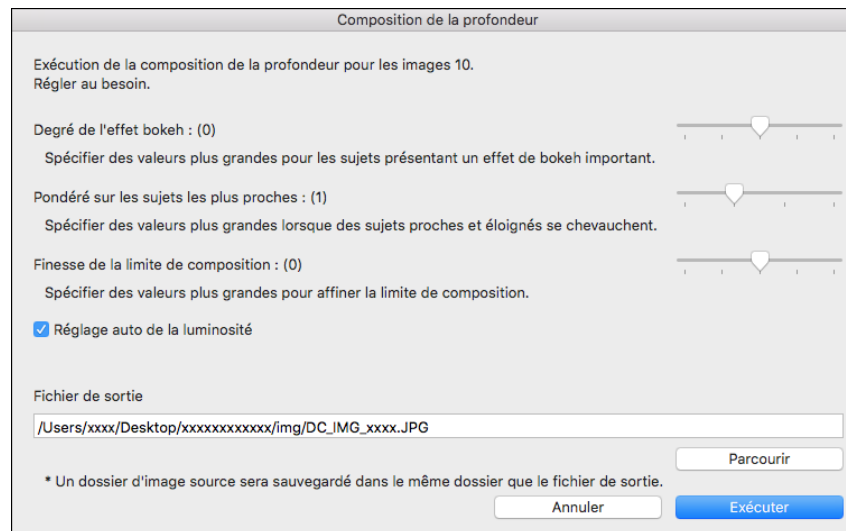 Composition de la profondeur
Exécution de la composition de la profondeur pour les images 10.
Régler au besoin.
Degré de l'effet bokeh : (0)
Spécifier des valeurs plus grandes pour les sujets présentant un effet de bokeh important.
Pondéré sur les sujets les plus proches : (1)
Spécifier des valeurs plus grandes lorsque des sujets proches et éloignés se chevauchent.
Finesse de la limite de composition : (0)
Spécifier des valeurs plus grandes pour affiner la limite de composition.
Réglage auto de la luminosité
Fichier de sortie
/Users/xxxx/Desktop/xxxxxxxxxxxx/img/DC_IMG_xxxx.JPG
Parcourir
* Un dossier d'image source sera sauvegardé dans le même dossier que le fichier de sortie.
Annuler Exécuter